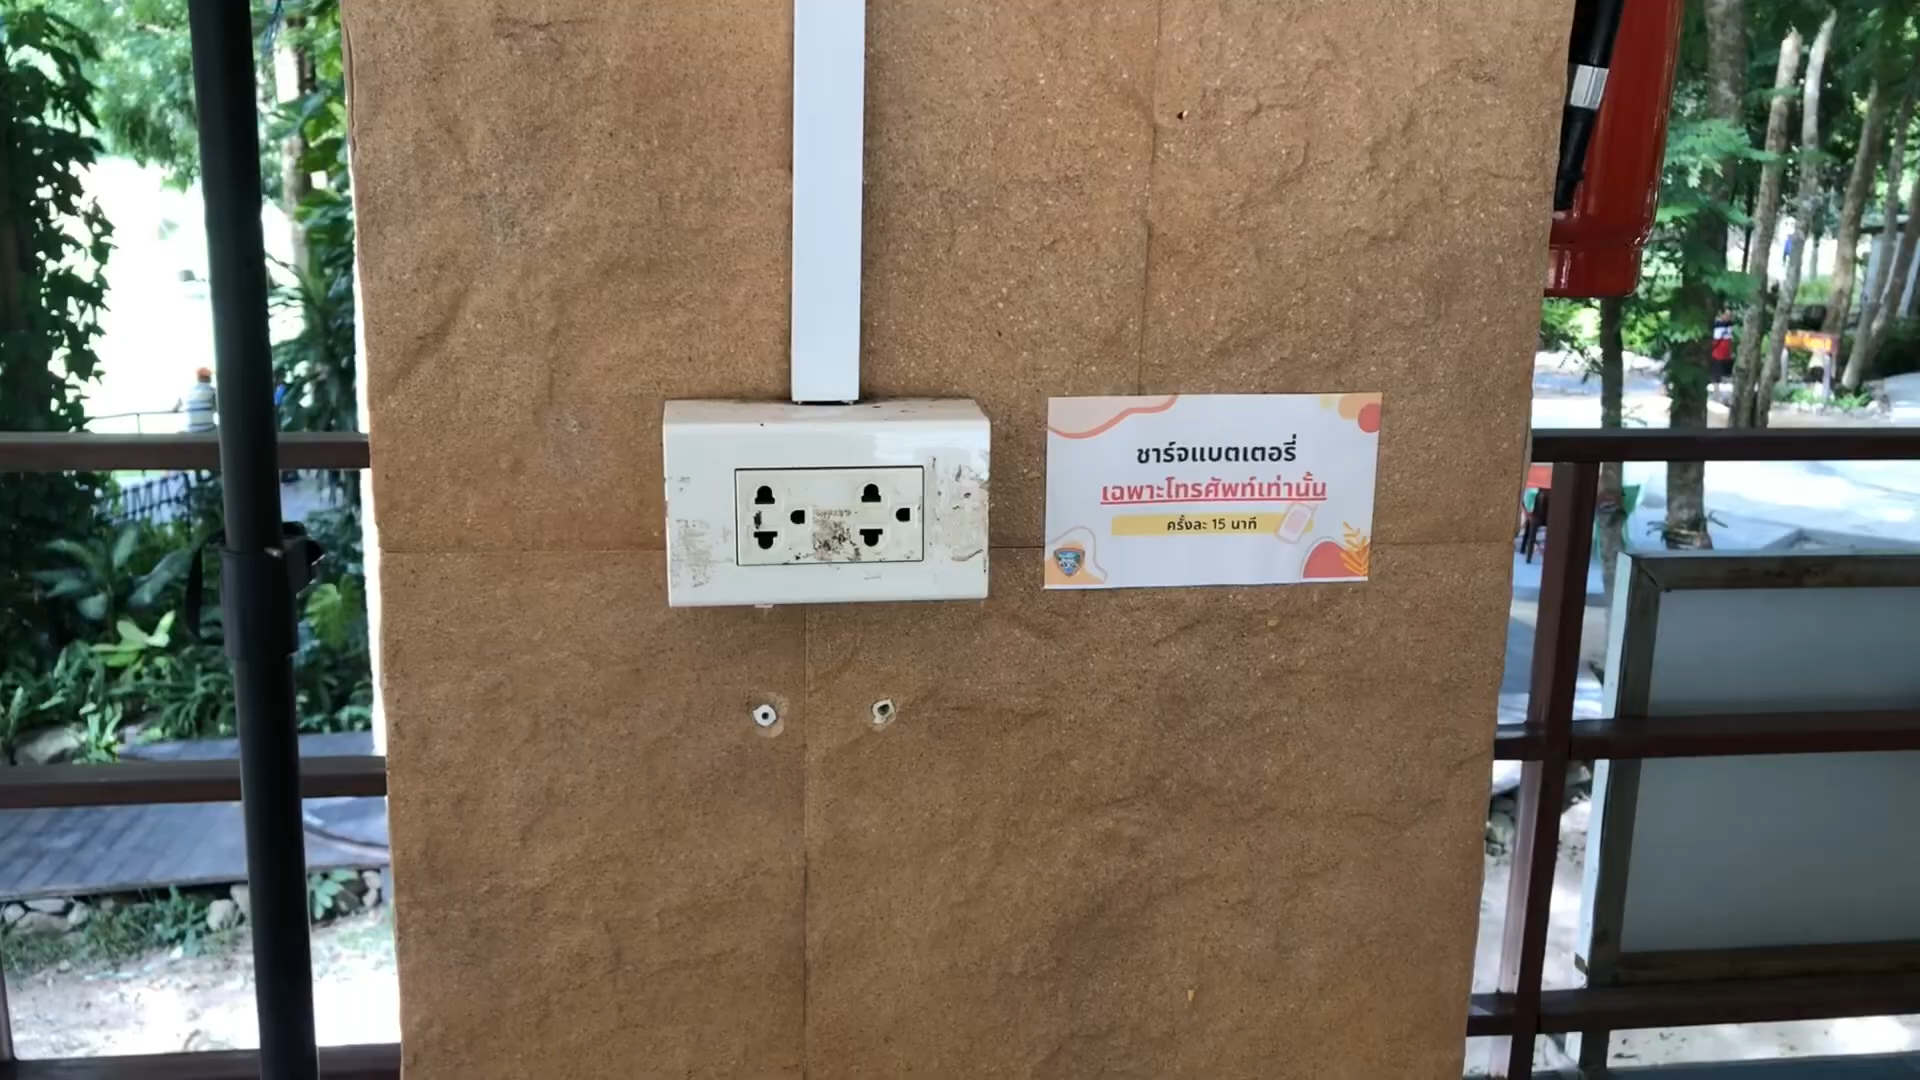 ชาร์จแบตเตอรี่
เฉพาะโทรศัพท์เท่านั้น
ครั้งละ 15 นาที